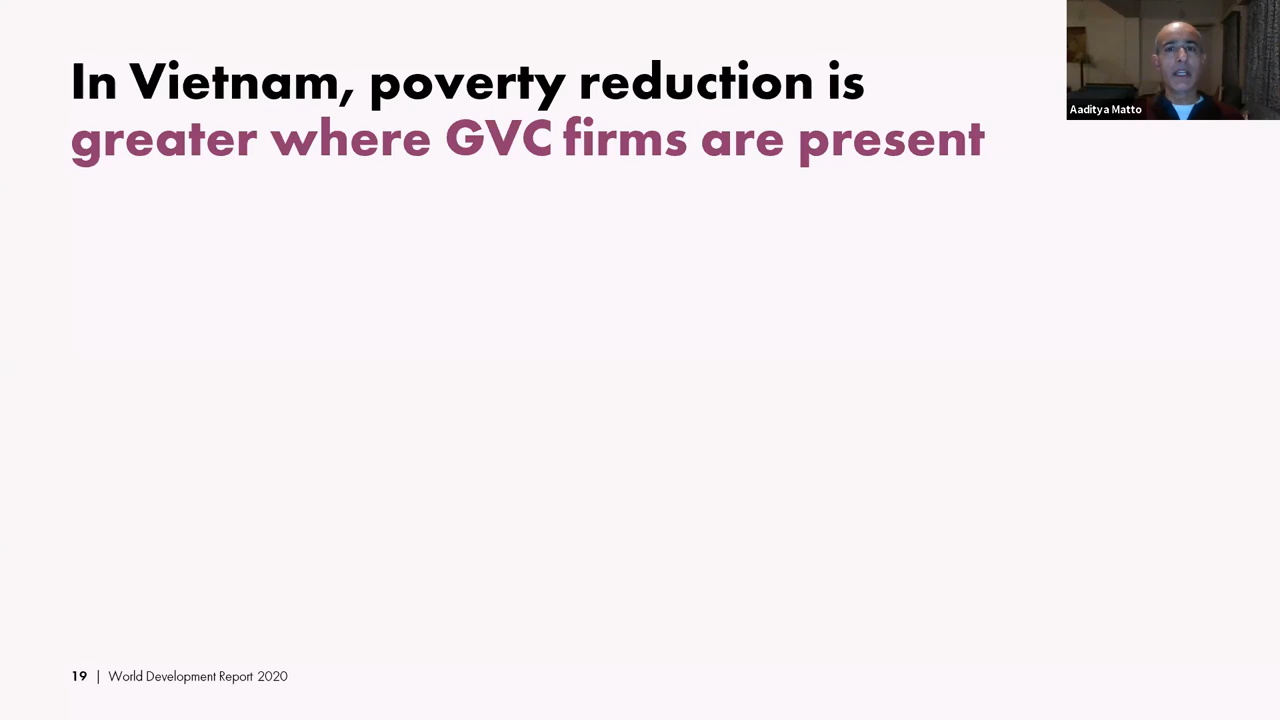 In Vietnam, poverty reduction is
greater where GVC firms are present
Aaditya Matto
19 | World Development Report 2020